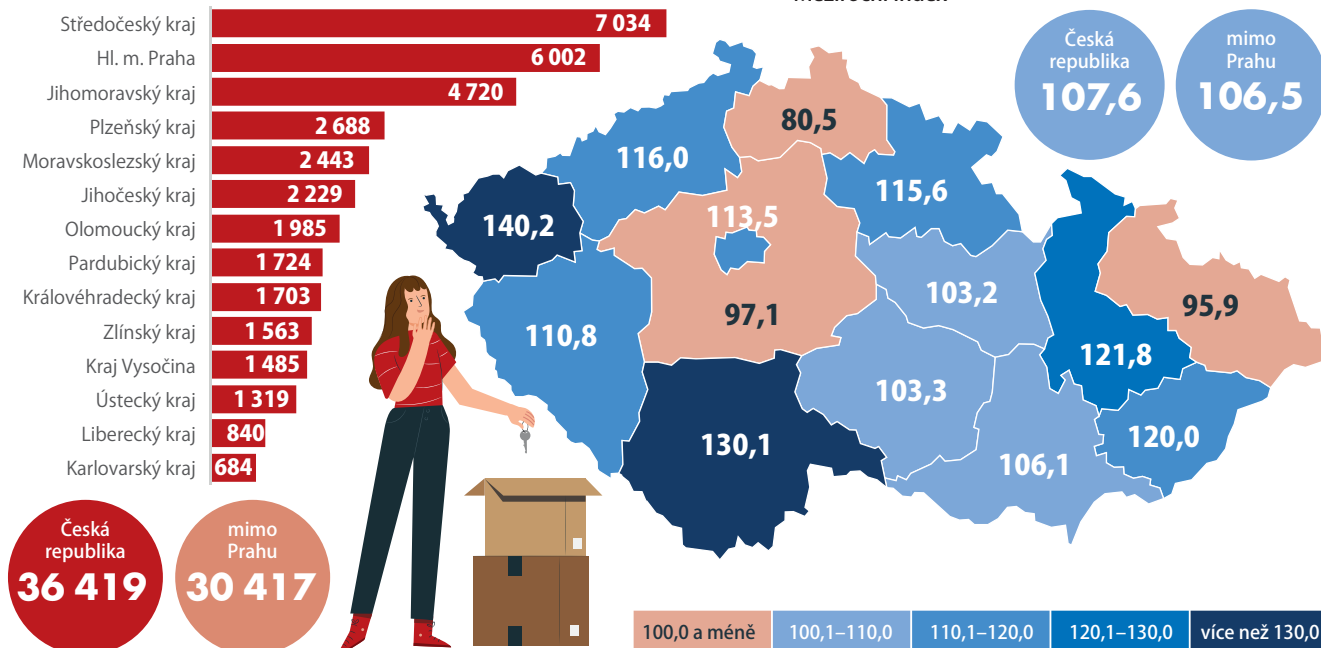 meziroční index
Středočeský kraj 7 034
Hl. m. Praha 6 002
Jihomoravský kraj 4 720
Plzeňský kraj 2 688
Moravskoslezský kraj 2 443
Jihočeský kraj 2 229
Olomoucký kraj 1 985
Pardubický kraj 1 724
Královéhradecký kraj 1 703
Zlínský kraj 1 563
Kraj Vysočina 1 485
Ústecký kraj 1 319
Liberecký kraj 840
Karlovarský kraj 684
Česká
republika
36 419
mimo
Prahu
30 417
Česká
republika
107,6
mimo
Prahu
106,5
80,5
116,0
115,6
140,2
113,5
103,2
95,9
97,1
110,8
121,8
103,3
130,1
120,0
106,1
100,0 a méně 100,1–110,0 110,1–120,0 120,1–130,0 více než 130,0